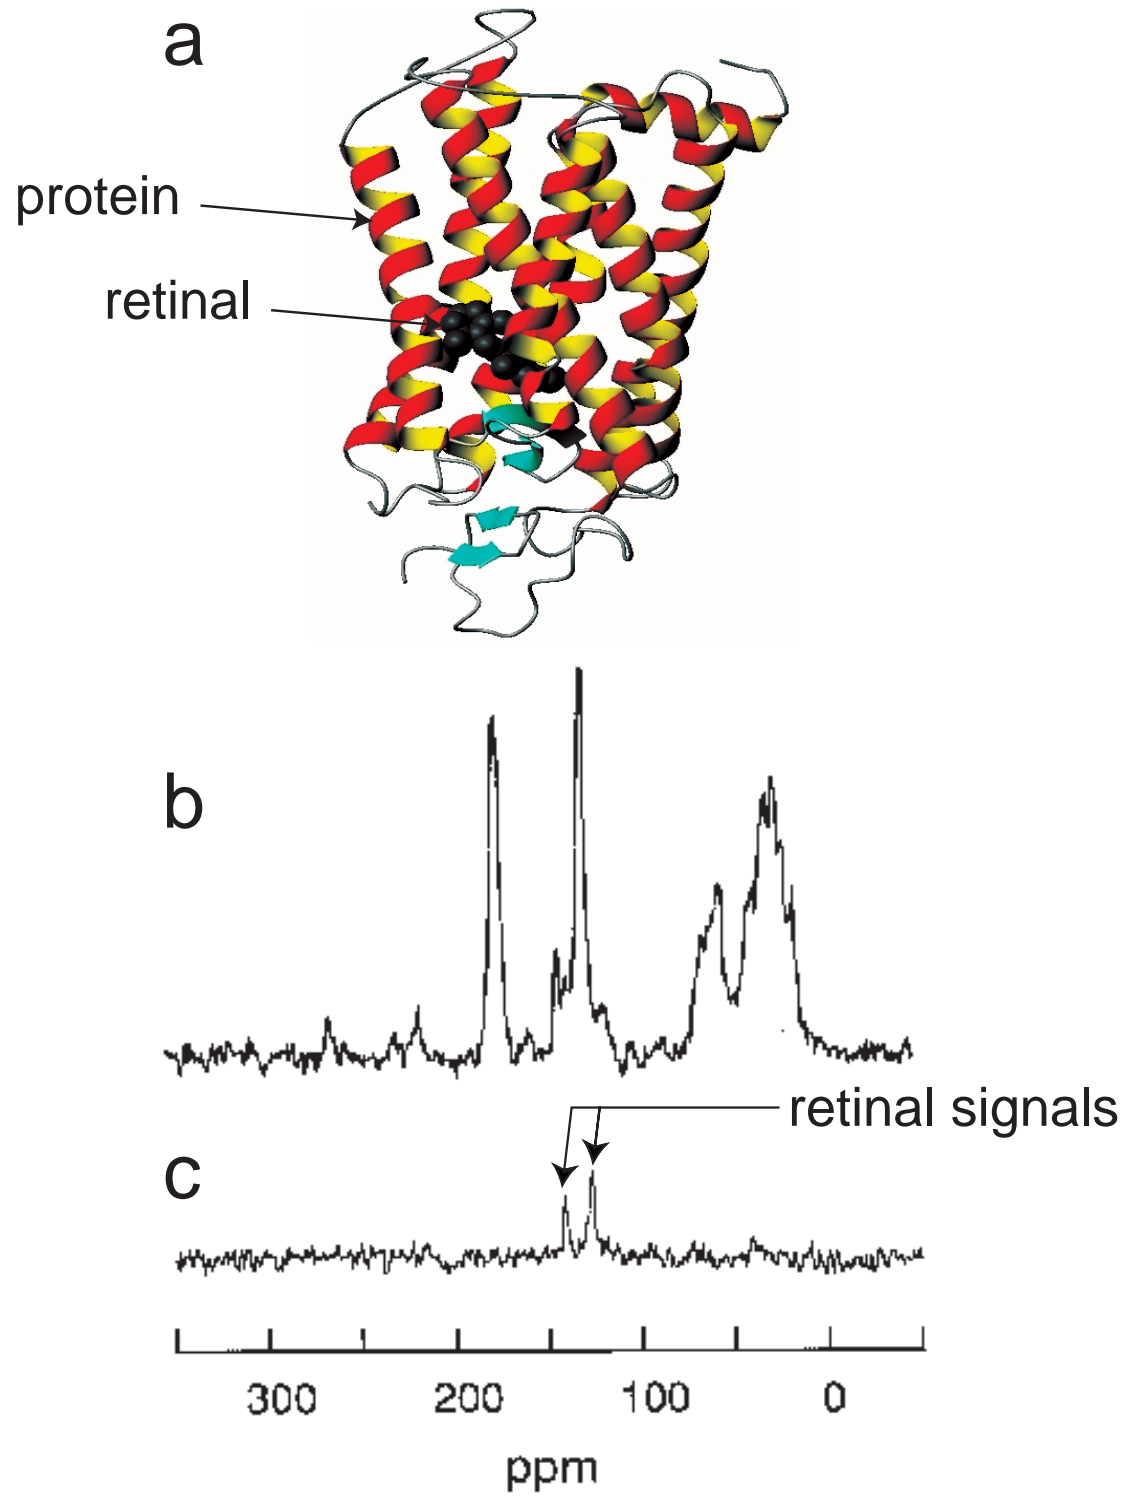 a
protein
retinal
b
retinal signals
c
300 200 100 0
ppm